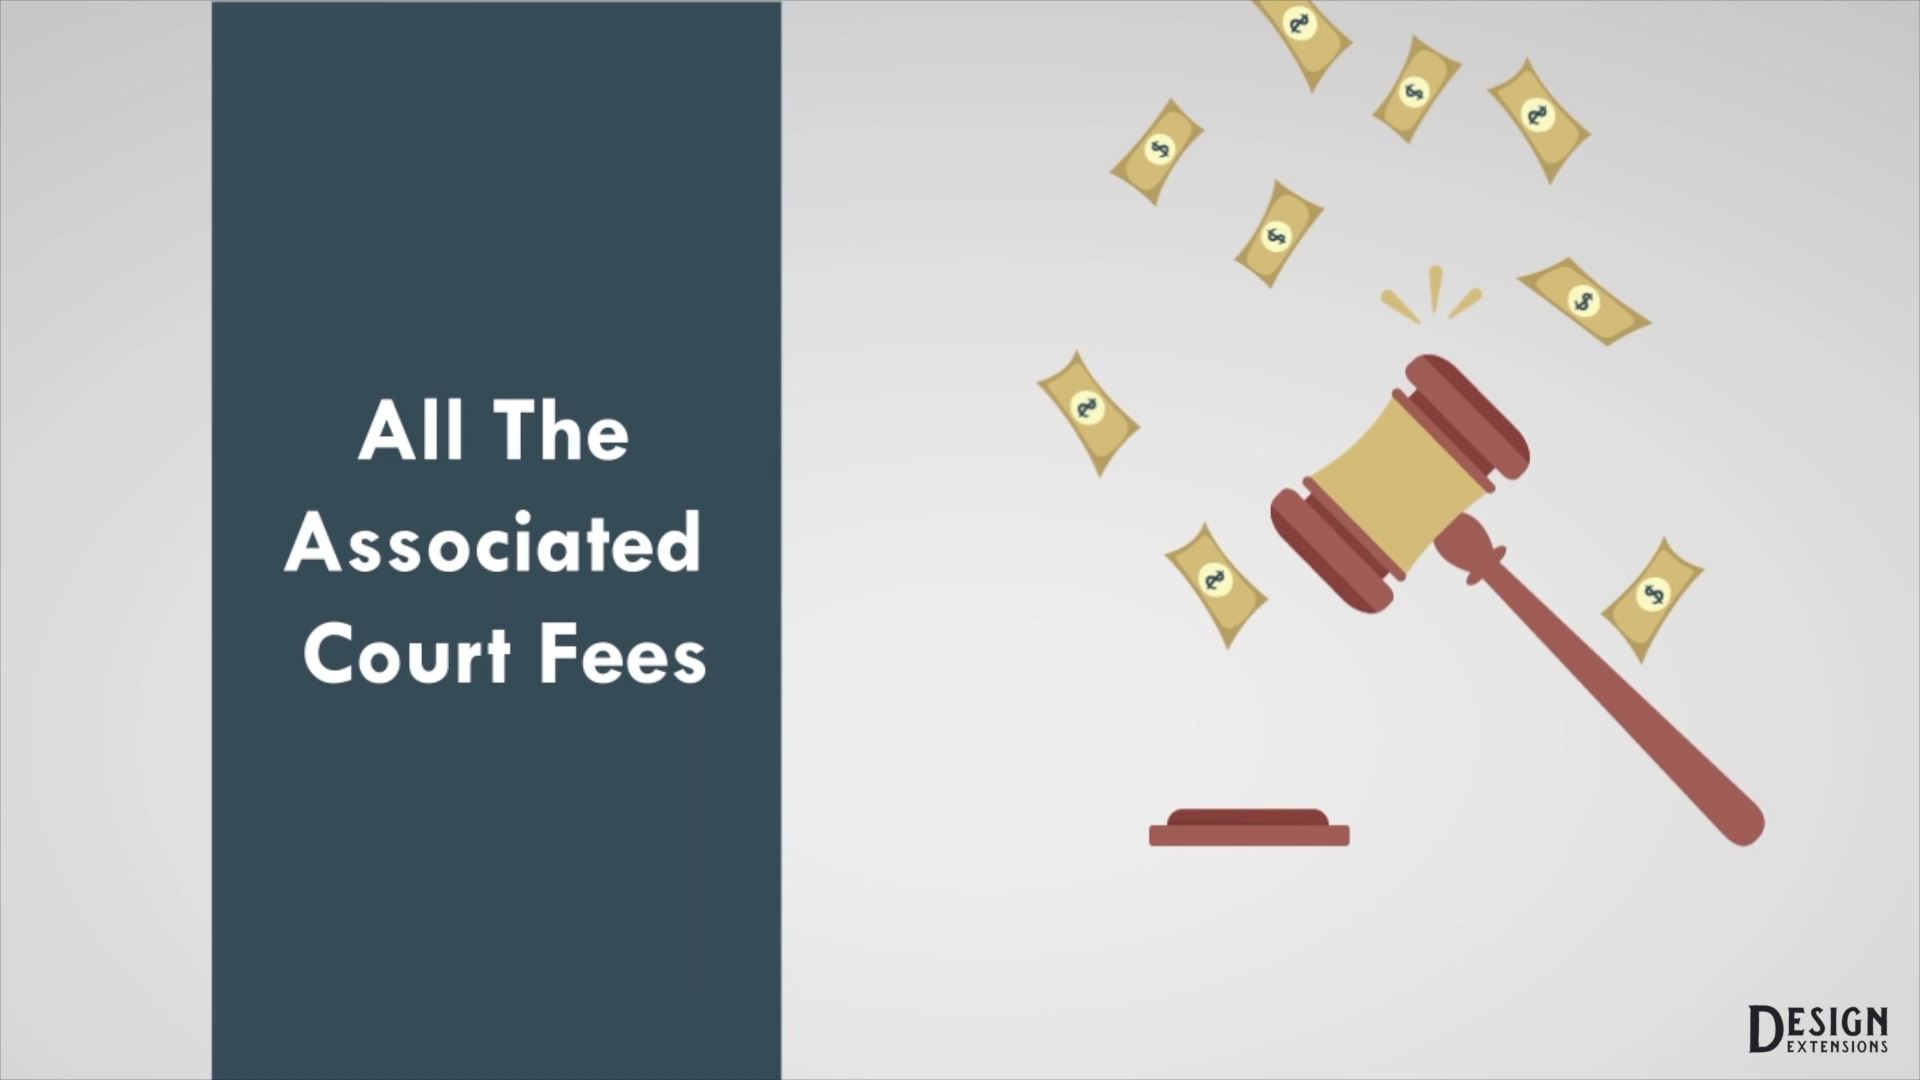 All The
Associated
Court Fees
$
$
$
$
$
$
$
$
$
DESIGN
EXTENSIONS